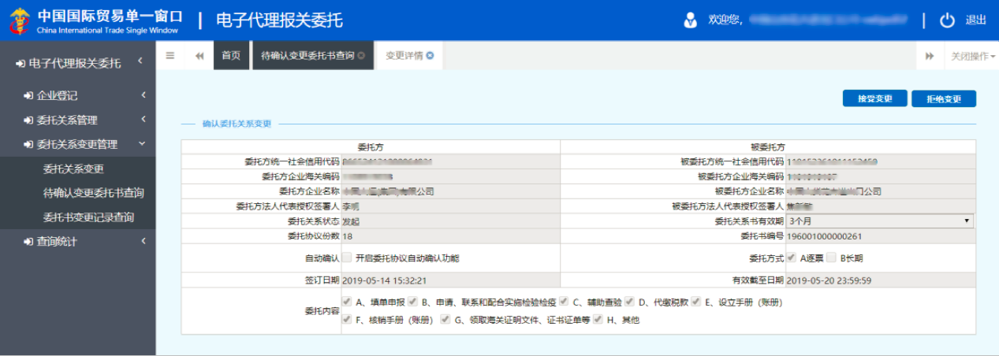 中国国际贸易单一窗口
China International Trade Single Window
电子代理报关委托
欢迎您,
退出
电子代理报关委托
首页
待确认变更委托书查询
变更详情
关闭操作
企业登记
委托关系管理
委托关系变更管理
委托关系变更
待确认变更委托书查询
委托书变更记录查询
查询统计
接受变更
拒绝变更
确认委托关系变更
委托方
被委托方
委托方统一社会信用代码
被委托方统一社会信用代码
委托方企业海关编码
被委托方企业海关编码
委托方企业名称 有限公司
被委托方企业名称 口公司
委托方法人代表授权签署人 李
被委托方法人代表授权签署人
委托关系状态 发起
委托关系书有效期 3个月
委托协议份数 18
委托书编号 196001000000261
自动确认 开启委托协议自动确认功能
委托方式 A逐票 B长期
签订日期 2019-05-14 15:32:21
有效截至日期 2019-05-20 23:59:59
委托内容
A、填单申报 B、申请、联系和配合实施检验检疫 C、辅助查验 D、代缴税款 E、设立手册（账册）
F、核销手册（账册） G、领取海关证明文件、证书证单等 H、其他